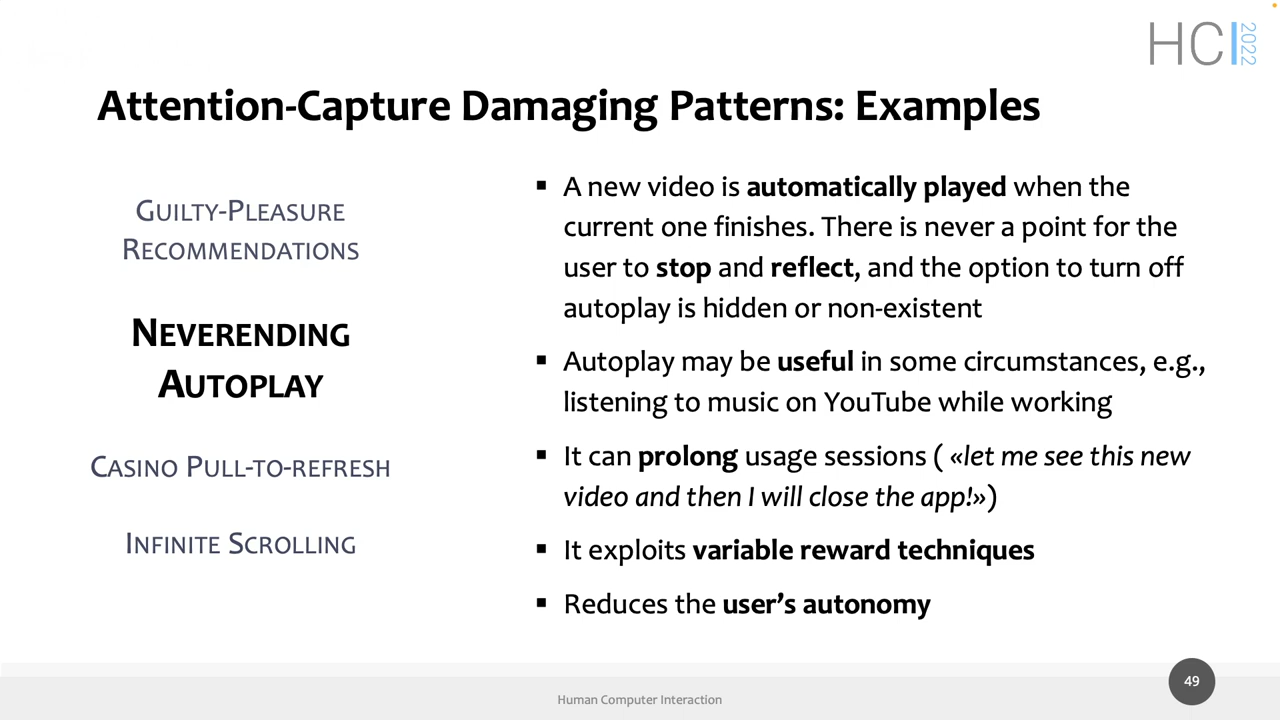 HCI 2022
Attention-Capture Damaging Patterns: Examples
GUILTY-PLEASURE
RECOMMENDATIONS
NEVERENDING
AUTOPLAY
CASINO PULL-TO-REFRESH
INFINITE SCROLLING
▪ A new video is automatically played when the
current one finishes. There is never a point for the
user to stop and reflect, and the option to turn off
autoplay is hidden or non-existent
▪ Autoplay may be useful in some circumstances, e.g.,
listening to music on YouTube while working
▪ It can prolong usage sessions ( «let me see this new
video and then I will close the app!»)
▪ It exploits variable reward techniques
▪ Reduces the user’s autonomy
Human Computer Interaction
49